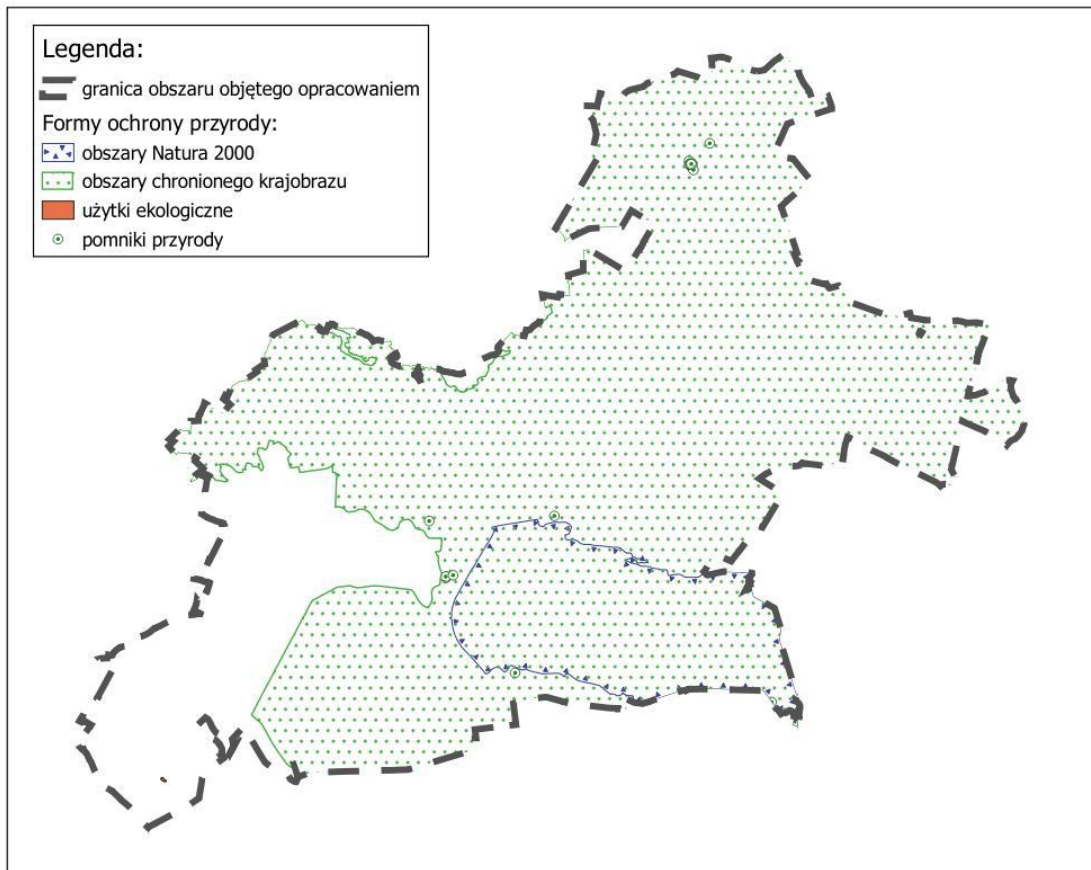 Legenda:
granica obszaru objętego opracowaniem
Formy ochrony przyrody:
obszary Natura 2000
obszary chronionego krajobrazu
użytki ekologiczne
pomniki przyrody